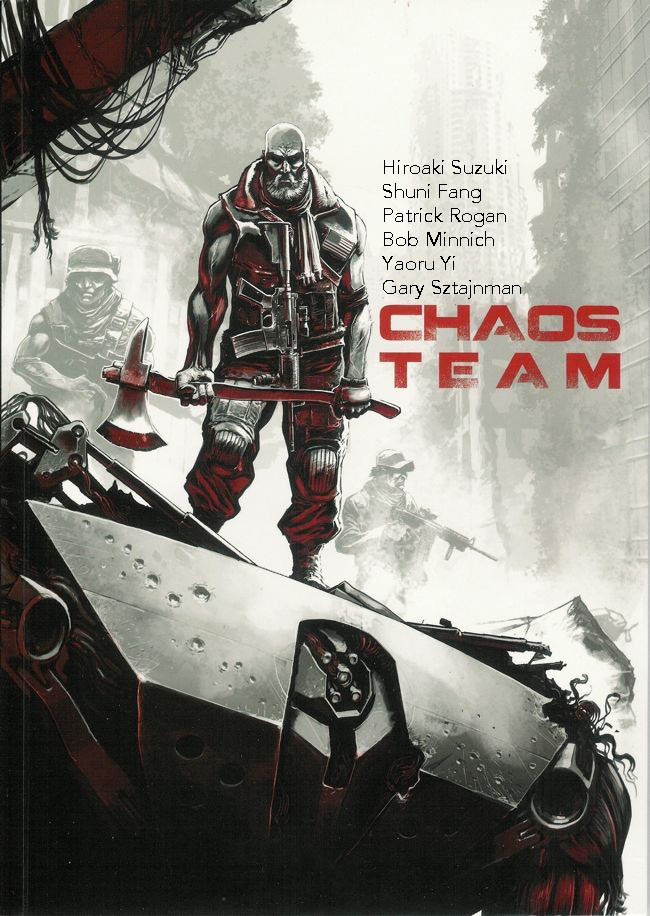 Hiroaki Suzuki
Shuni Fang
Patrick Rogan
Bob Minnich
Yaoru Yi
Gary Sztajnman
CHAOS
TEAM